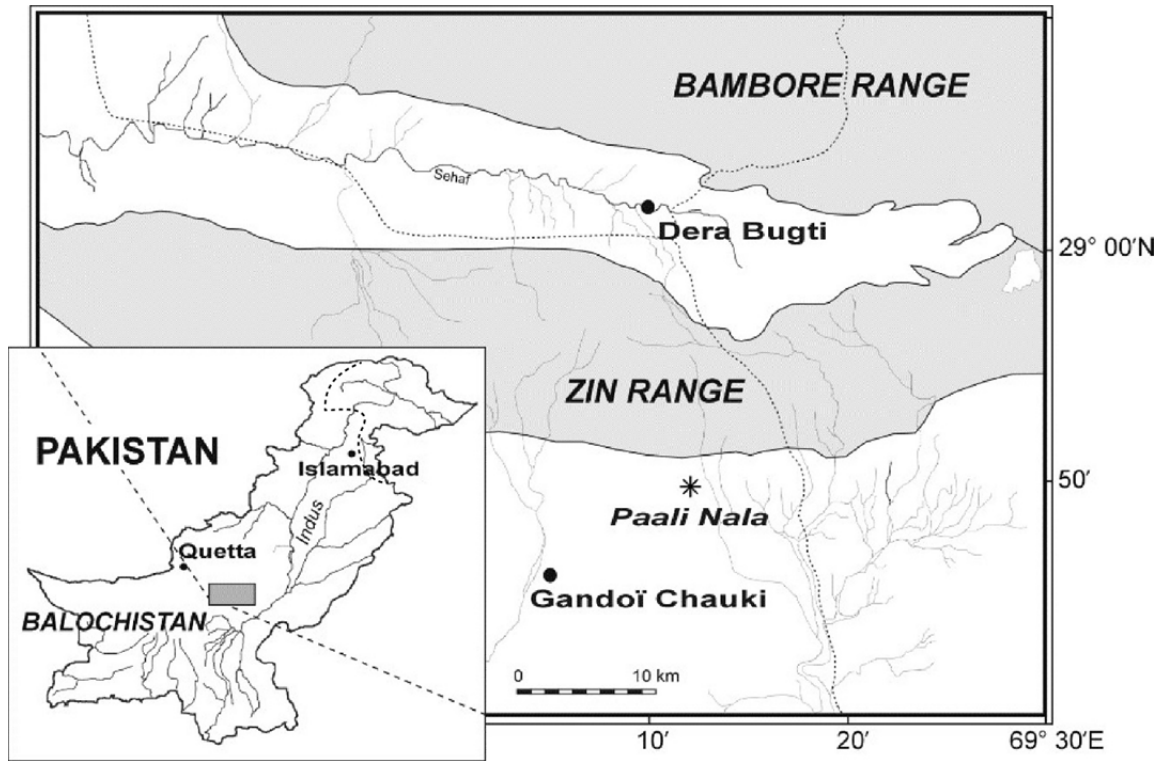 BAMBORE RANGE
Sehaf
Dera Bugti
29° 00′N
ZIN RANGE
PAKISTAN
Islamabad
Indus
50′
Paali Nala
Quetta
Gandoï Chauki
BALOCHISTAN
0 10 km
10′ 20′ 69° 30′E